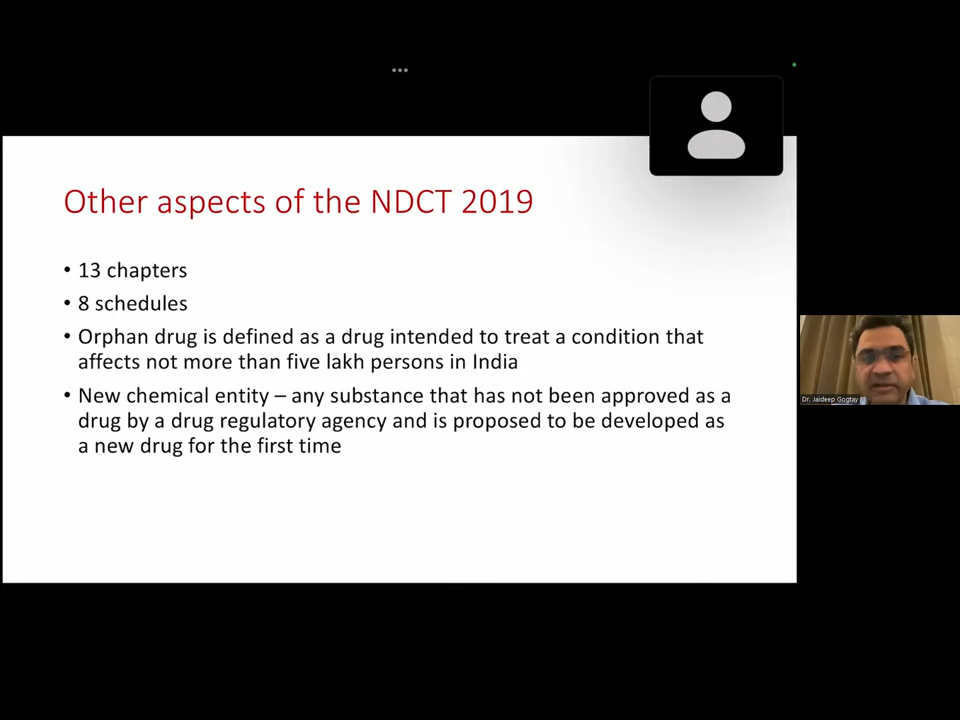 Other aspects of the NDCT 2019
• 13 chapters
• 8 schedules
• Orphan drug is defined as a drug intended to treat a condition that
affects not more than five lakh persons in India
• New chemical entity – any substance that has not been approved as a
drug by a drug regulatory agency and is proposed to be developed as
a new drug for the first time
Dr. Jaideep Gogtay